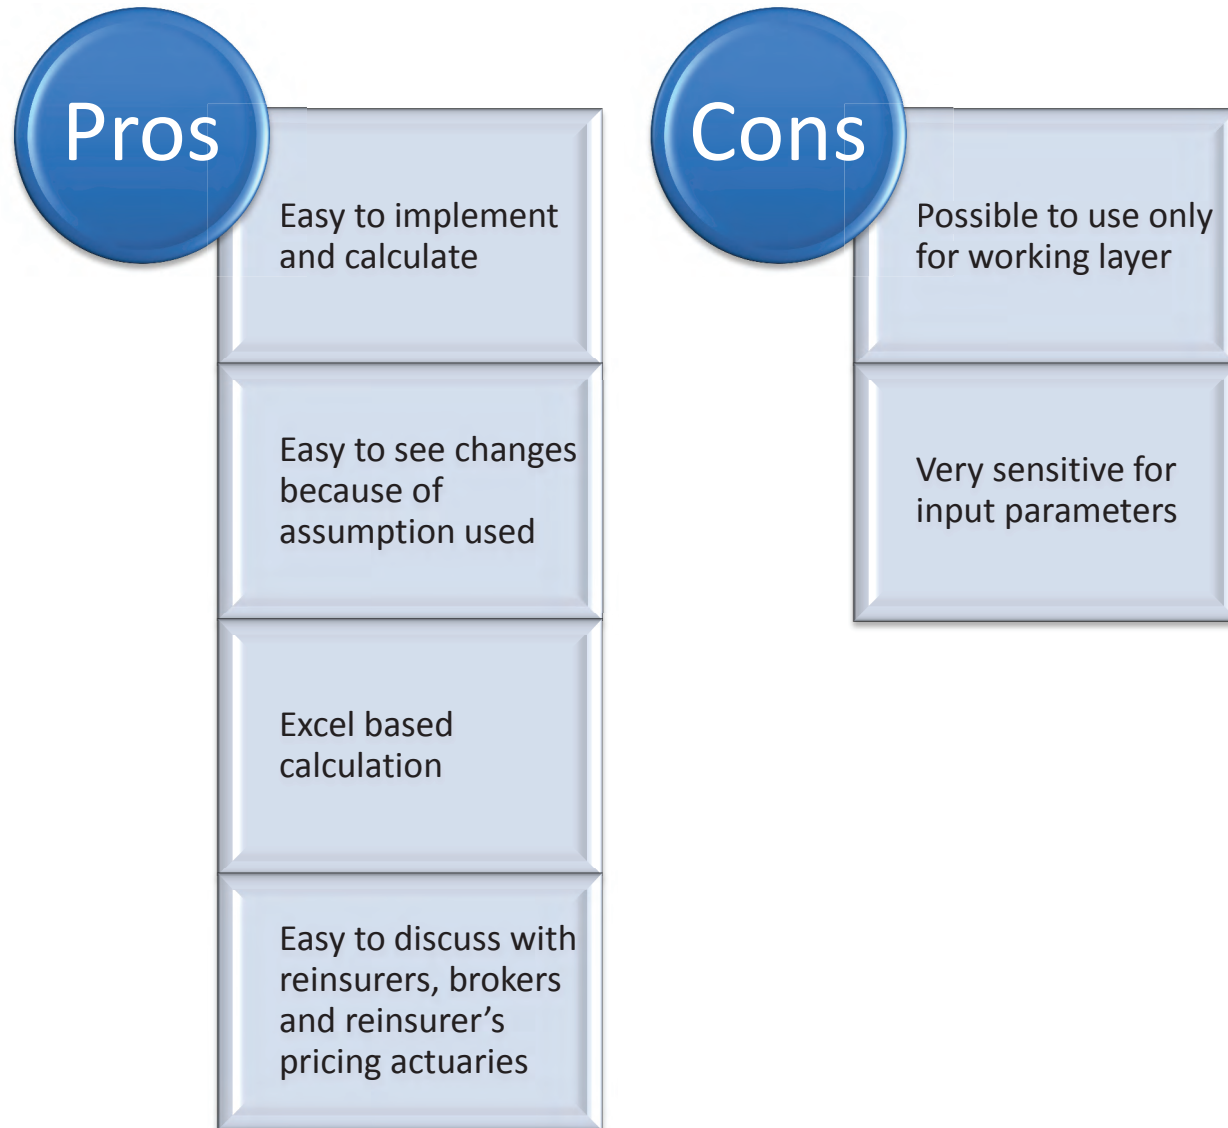 Pros
Easy to implement
and calculate
Easy to see changes
because of
assumption used
Excel based
calculation
Easy to discuss with
reinsurers, brokers
and reinsurer’s
pricing actuaries
Cons
Possible to use only
for working layer
Very sensitive for
input parameters